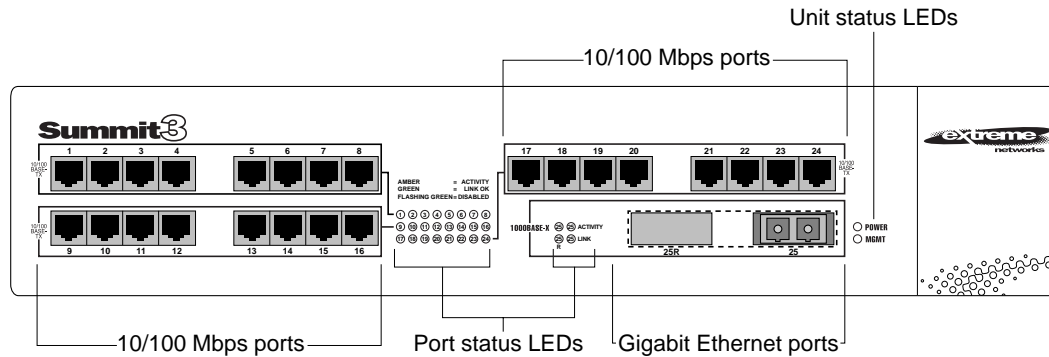 Unit status LEDs
10/100 Mbps ports
Summit3
extreme
networks
1 2 3 4 5 6 7 8
10/100
BASE-
TX
17 18 19 20 21 22 23 24
10/100
BASE-
TX
AMBER = ACTIVITY
GREEN = LINK OK
FLASHING GREEN = DISABLED
1 2 3 4 5 6 7 8
9 10 11 12 13 14 15 16
17 18 19 20 21 22 23 24
10/100
BASE-
TX
9 10 11 12 13 14 15 16
1000BASE-X
25 25 ACTIVITY
25 25 LINK
R
25R 25
POWER
MGMT
10/100 Mbps ports
Port status LEDs
Gigabit Ethernet ports